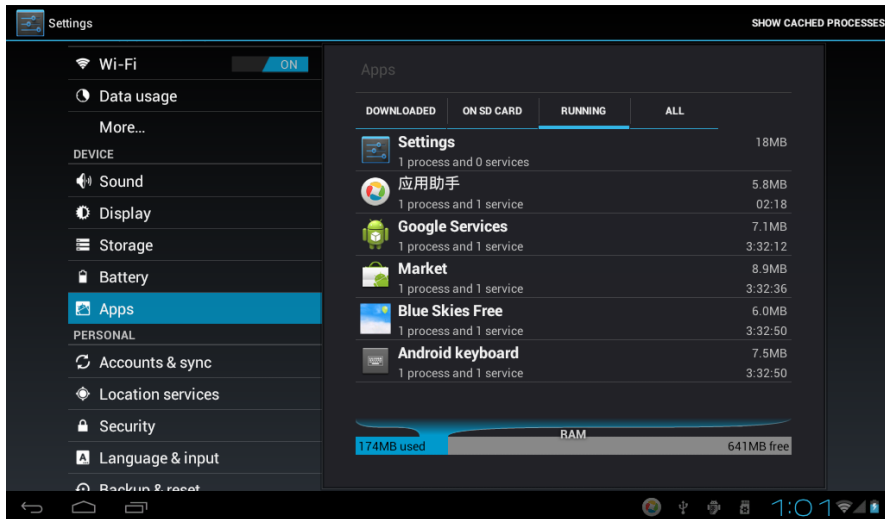 Settings
SHOW CACHED PROCESSES
Wi-Fi
ON
Data usage
More...
DEVICE
Sound
Display
Storage
Battery
Apps
PERSONAL
Accounts & sync
Location services
Security
Language & input
Backup & reset
Apps
DOWNLOADED
ON SD CARD
RUNNING
ALL
Settings
18MB
1 process and 0 services
应用助手
5.8MB
1 process and 1 service
02:18
Google Services
7.1MB
1 process and 1 service
3:32:12
Market
8.9MB
1 process and 1 service
3:32:36
Blue Skies Free
6.0MB
1 process and 1 service
3:32:50
Android keyboard
7.5MB
1 process and 1 service
3:32:50
RAM
174MB used
641MB free
1:01